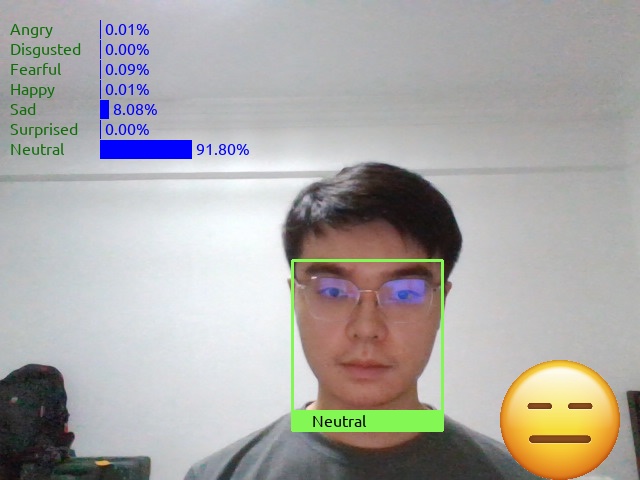 Angry 0.01%
Disgusted 0.00%
Fearful 0.09%
Happy 0.01%
Sad 8.08%
Surprised 0.00%
Neutral 91.80%
Neutral